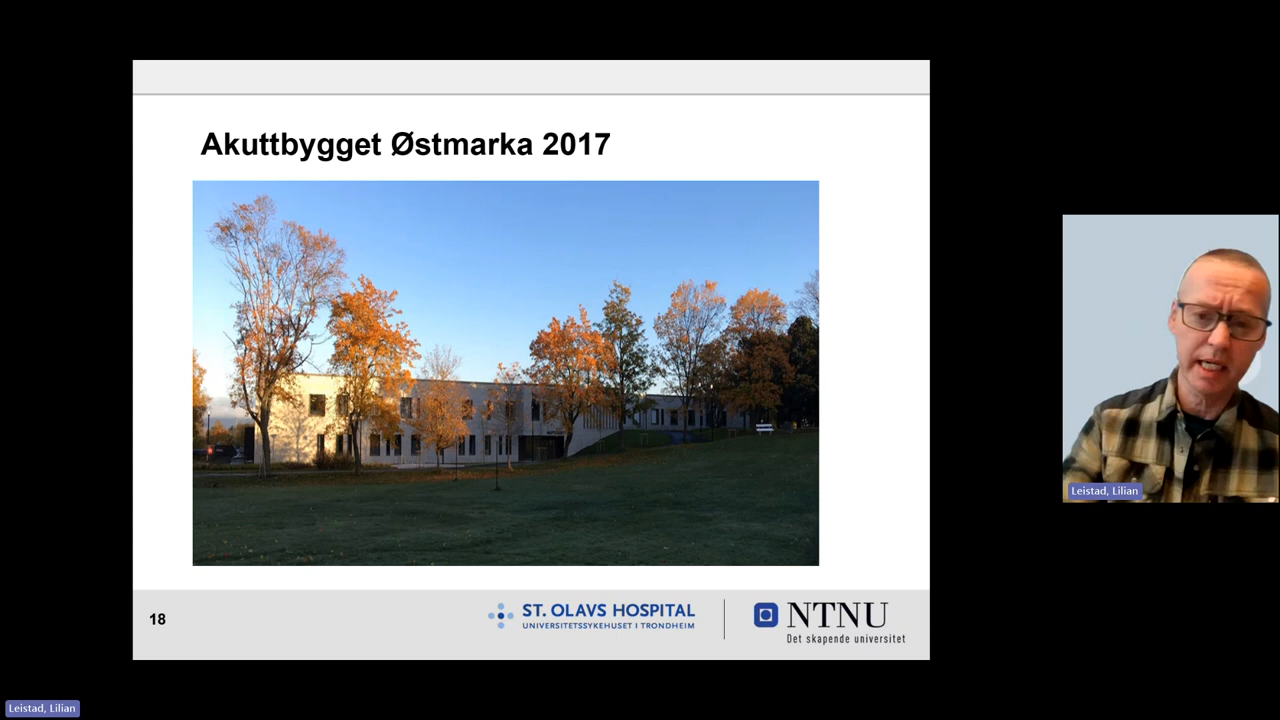 Akuttbygget Østmarka 2017
18
ST. OLAVS HOSPITAL
UNIVERSITETSSYKEHUSET I TRONDHEIM
NTNU
Det skapende universitet
Leistad, Lilian
Leistad, Lilian